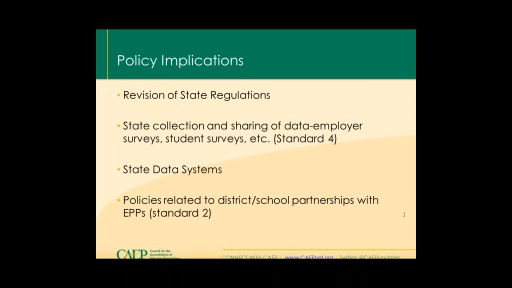 Policy Implications
Revision of State Regulations
State collection and sharing of data-employer
surveys, student surveys, etc. (Standard 4)
State Data Systems
Policies related to district/school partnerships with
EPPs (standard 2)
CAEP
CONNECT WITH CAEP | www.CAEPnet.org | Twitter: @CAEPupdates